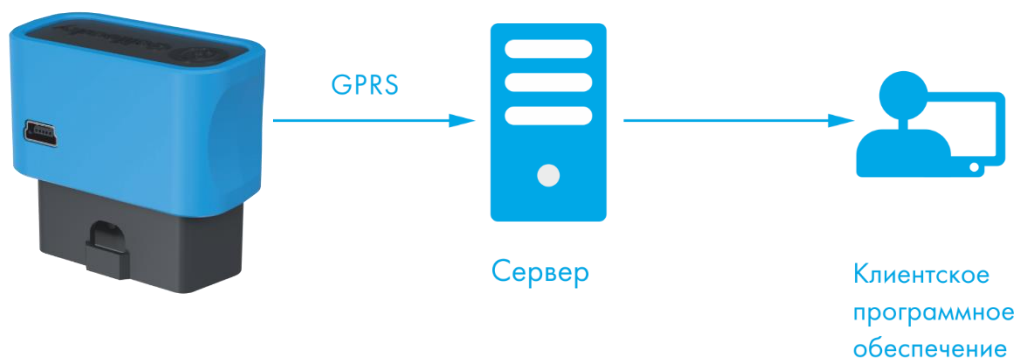 GPRS
Сервер
Клиентское
программное
обеспечение